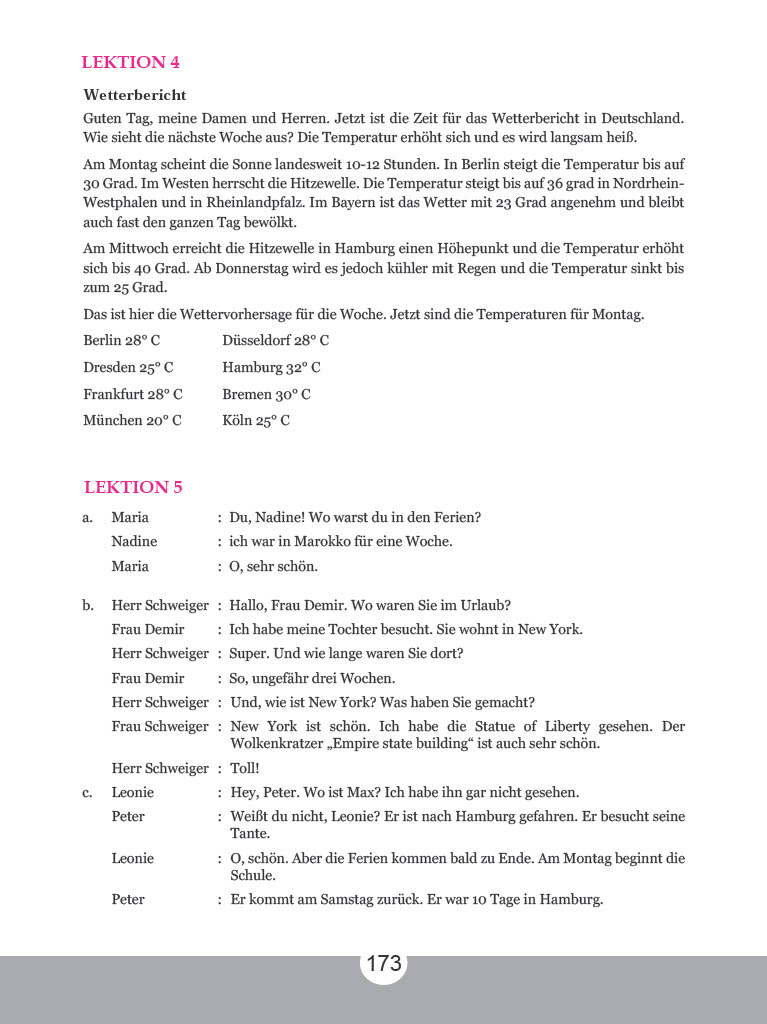 LEKTION 4
Wetterbericht
Guten Tag, meine Damen und Herren. Jetzt ist die Zeit für das Wetterbericht in Deutschland.
Wie sieht die nächste Woche aus? Die Temperatur erhöht sich und es wird langsam heiß.
Am Montag scheint die Sonne landesweit 10-12 Stunden. In Berlin steigt die Temperatur bis auf
30 Grad. Im Westen herrscht die Hitzewelle. Die Temperatur steigt bis auf 36 grad in Nordrhein-
Westphalen und in Rheinlandpfalz. Im Bayern ist das Wetter mit 23 Grad angenehm und bleibt
auch fast den ganzen Tag bewölkt.
Am Mittwoch erreicht die Hitzewelle in Hamburg einen Höhepunkt und die Temperatur erhöht
sich bis 40 Grad. Ab Donnerstag wird es jedoch kühler mit Regen und die Temperatur sinkt bis
zum 25 Grad.
Das ist hier die Wettervorhersage für die Woche. Jetzt sind die Temperaturen für Montag.
Berlin 28° C Düsseldorf 28° C
Dresden 25° C Hamburg 32° C
Frankfurt 28° C Bremen 30° C
München 20° C Köln 25° C
LEKTION 5
a. Maria : Du, Nadine! Wo warst du in den Ferien?
Nadine : ich war in Marokko für eine Woche.
Maria : O, sehr schön.
b. Herr Schweiger : Hallo, Frau Demir. Wo waren Sie im Urlaub?
Frau Demir : Ich habe meine Tochter besucht. Sie wohnt in New York.
Herr Schweiger : Super. Und wie lange waren Sie dort?
Frau Demir : So, ungefähr drei Wochen.
Herr Schweiger : Und, wie ist New York? Was haben Sie gemacht?
Frau Schweiger : New York ist schön. Ich habe die Statue of Liberty gesehen. Der
Wolkenkratzer „Empire state building“ ist auch sehr schön.
Herr Schweiger : Toll!
c. Leonie : Hey, Peter. Wo ist Max? Ich habe ihn gar nicht gesehen.
Peter : Weißt du nicht, Leonie? Er ist nach Hamburg gefahren. Er besucht seine
Tante.
Leonie : O, schön. Aber die Ferien kommen bald zu Ende. Am Montag beginnt die
Schule.
Peter : Er kommt am Samstag zurück. Er war 10 Tage in Hamburg.
173